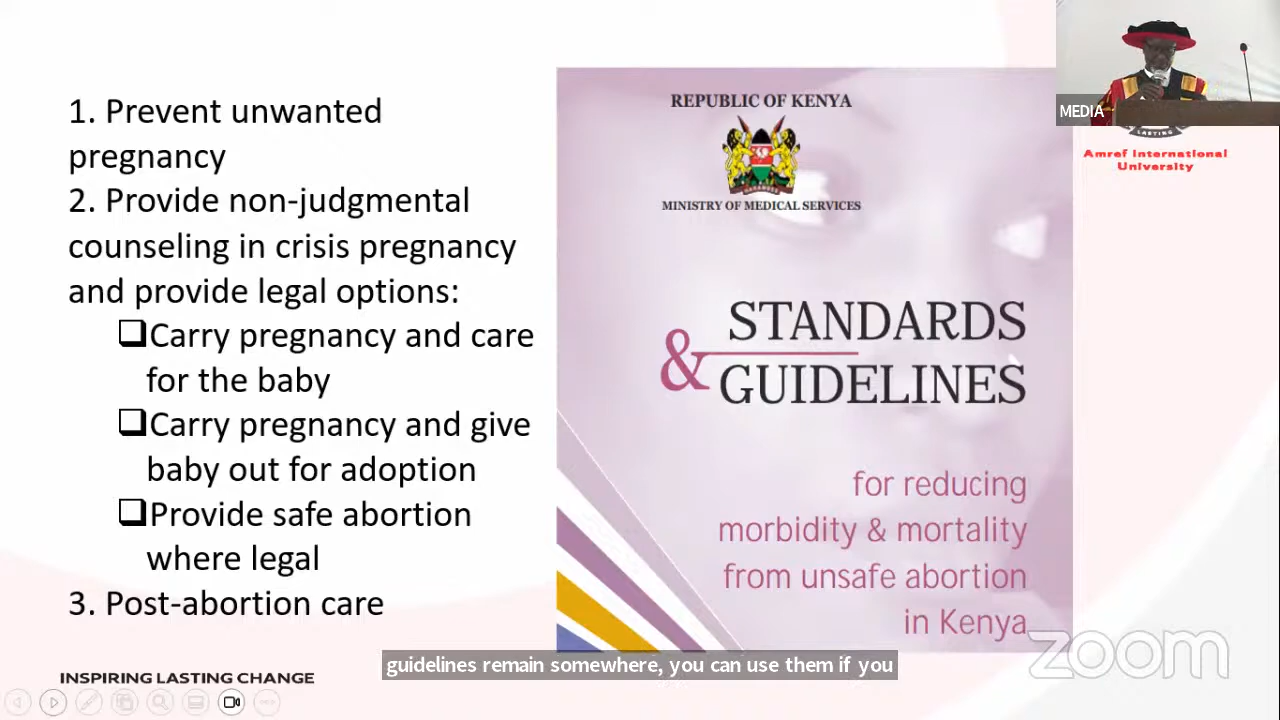 1. Prevent unwanted
pregnancy
2. Provide non-judgmental
counseling in crisis pregnancy
and provide legal options:
Carry pregnancy and care
for the baby
Carry pregnancy and give
baby out for adoption
Provide safe abortion
where legal
3. Post-abortion care
INSPIRING LASTING CHANGE
REPUBLIC OF KENYA
HARAMBEE
MINISTRY OF MEDICAL SERVICES
STANDARDS
&
GUIDELINES
for reducing
morbidity & mortality
from unsafe abortion
in Kenya
MEDIA
LASTING
Amref International
University
guidelines remain somewhere, you can use them if you
zoom